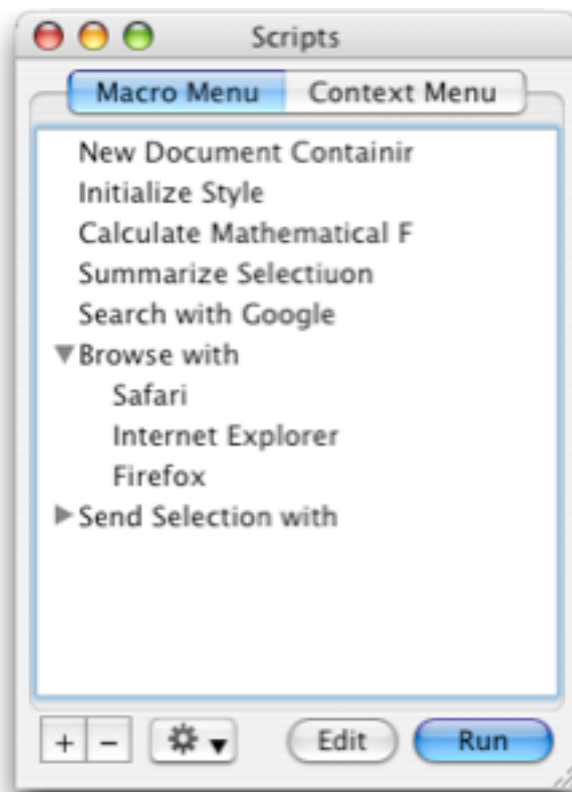 Scripts
Macro Menu Context Menu
New Document Containir
Initialize Style
Calculate Mathematical F
Summarize Selectiuon
Search with Google
Browse with
Safari
Internet Explorer
Firefox
Send Selection with
+ − Edit Run